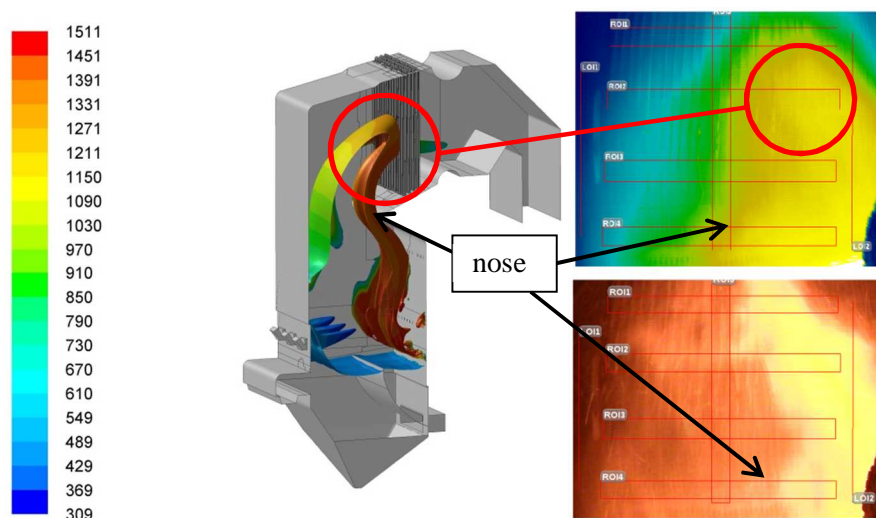 1511
1451
1391
1331
1271
1211
1150
1090
1030
970
910
850
790
730
670
610
549
489
429
369
309
nose
ROI1
LOI1
ROI2
ROI3
ROI4
LOI2
ROI1
LOI1
ROI2
ROI3
ROI4
LOI2